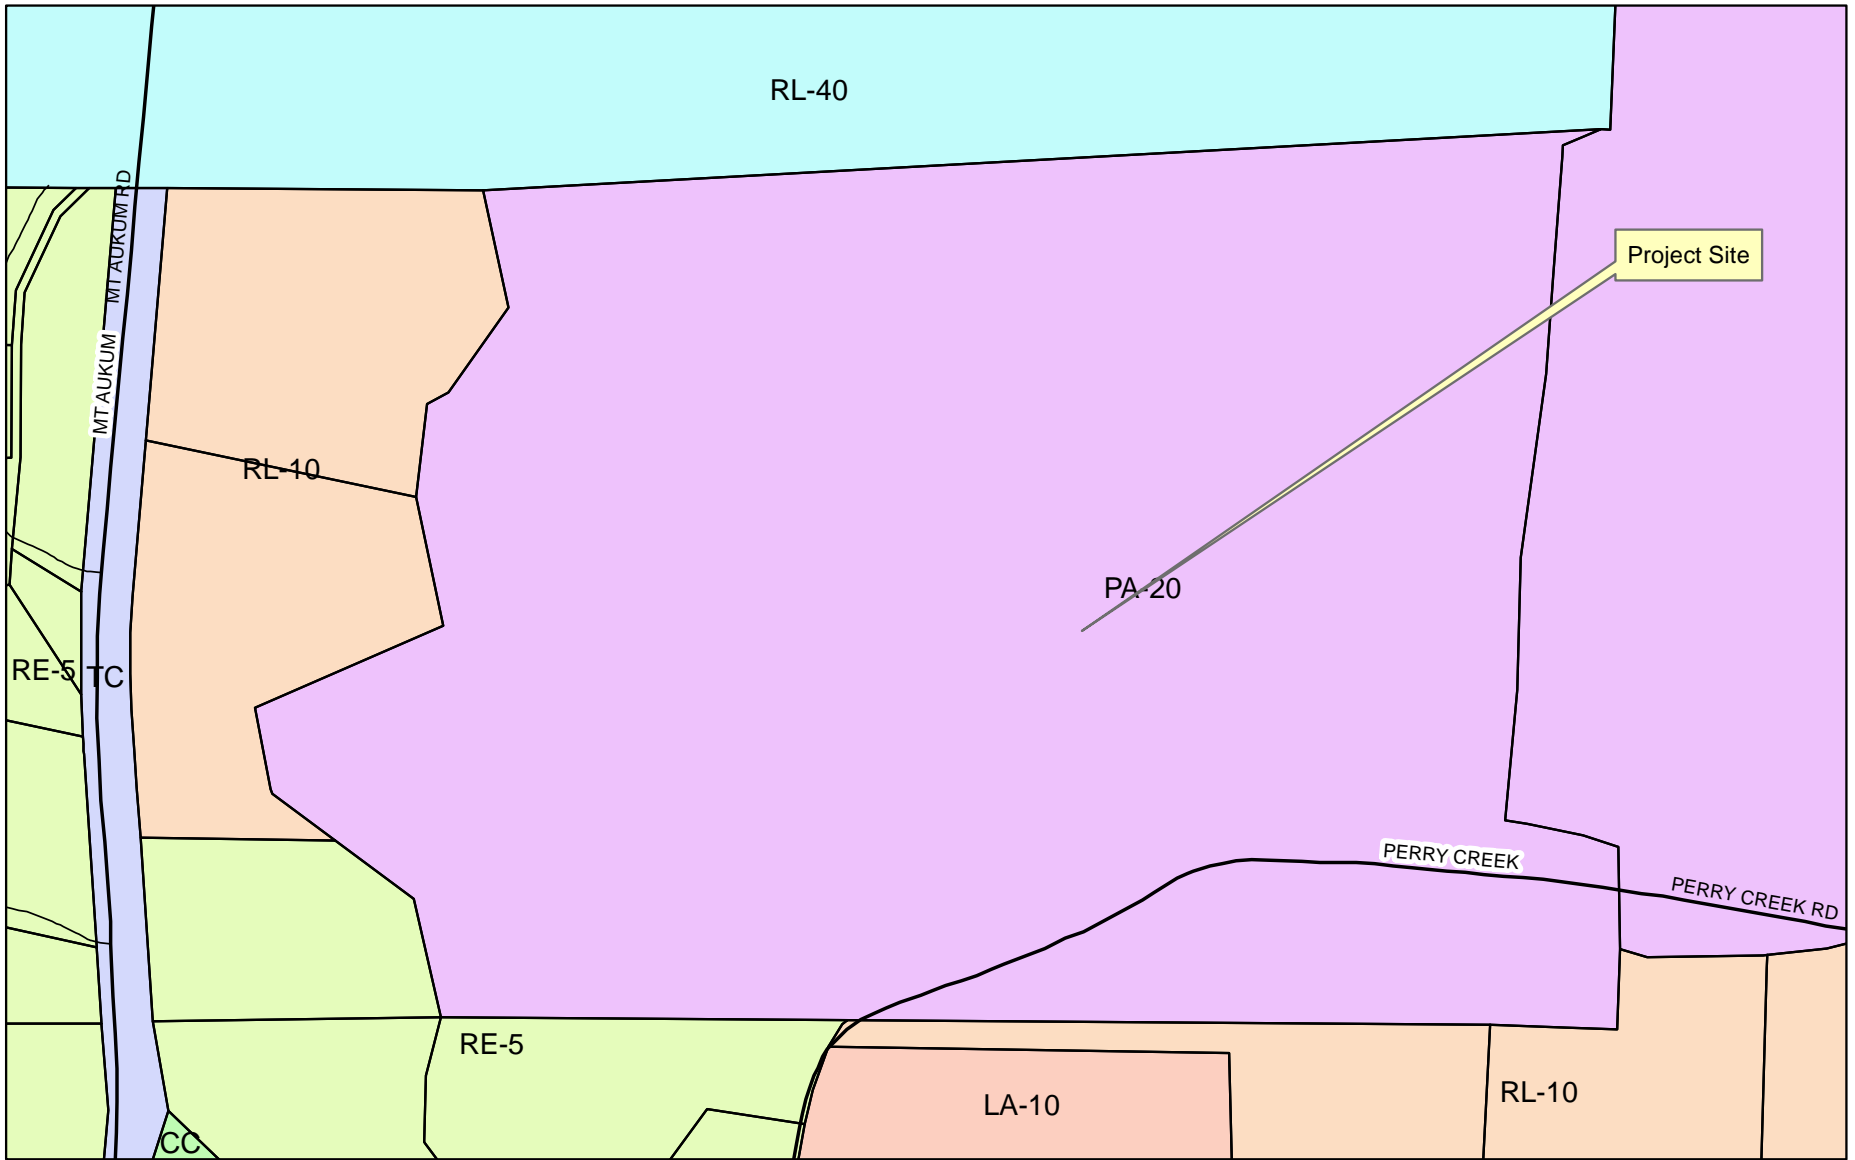 RL-40
MT AUKUM RD
Project Site
MT AUKUM
RL-10
PA-20
RE-5
TC
PERRY CREEK
PERRY CREEK RD
RE-5
RL-10
LA-10
CC